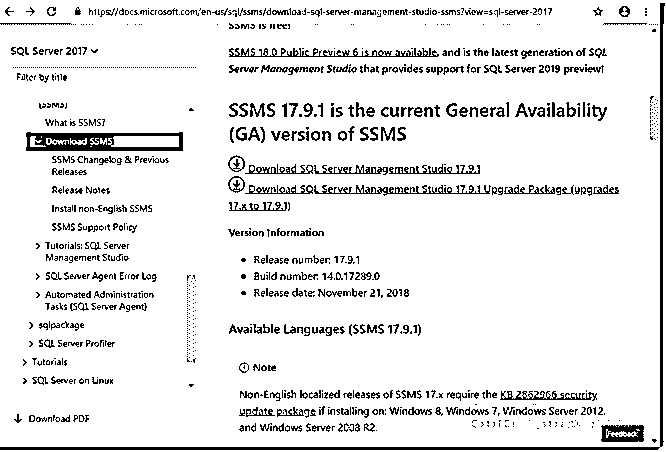 https://docs.microsoft.com/en-us/sql/ssms/download-sql-server-management-studio-ssms?view=sql-server-2017
SQL Server 2017
Filter by title
(SSMS)
What is SSMS?
Download SSMS
SSMS Changelog & Previous
Releases
Release Notes
Install non-English SSMS
SSMS Support Policy
Tutorials: SQL Server
Management Studio
SQL Server Agent Error Log
Automated Administration
Tasks (SQL Server Agent)
sqlpackage
SQL Server Profiler
Tutorials
SQL Server on Linux
Download PDF
SSMS is free!
SSMS 18.0 Public Preview 6 is now available, and is the latest generation of SQL
Server Management Studio that provides support for SQL Server 2019 preview!
SSMS 17.9.1 is the current General Availability
(GA) version of SSMS
Download SQL Server Management Studio 17.9.1
Download SQL Server Management Studio 17.9.1 Upgrade Package (upgrades
17.x to 17.9.1)
Version Information
• Release number: 17.9.1
• Build number: 14.0.17289.0
• Release date: November 21, 2018
Available Languages (SSMS 17.9.1)
Note
Non-English localized releases of SSMS 17.x require the KB 2862966 security
update package if installing on: Windows 8, Windows 7, Windows Server 2012,
and Windows Server 2008 R2.
Feedback